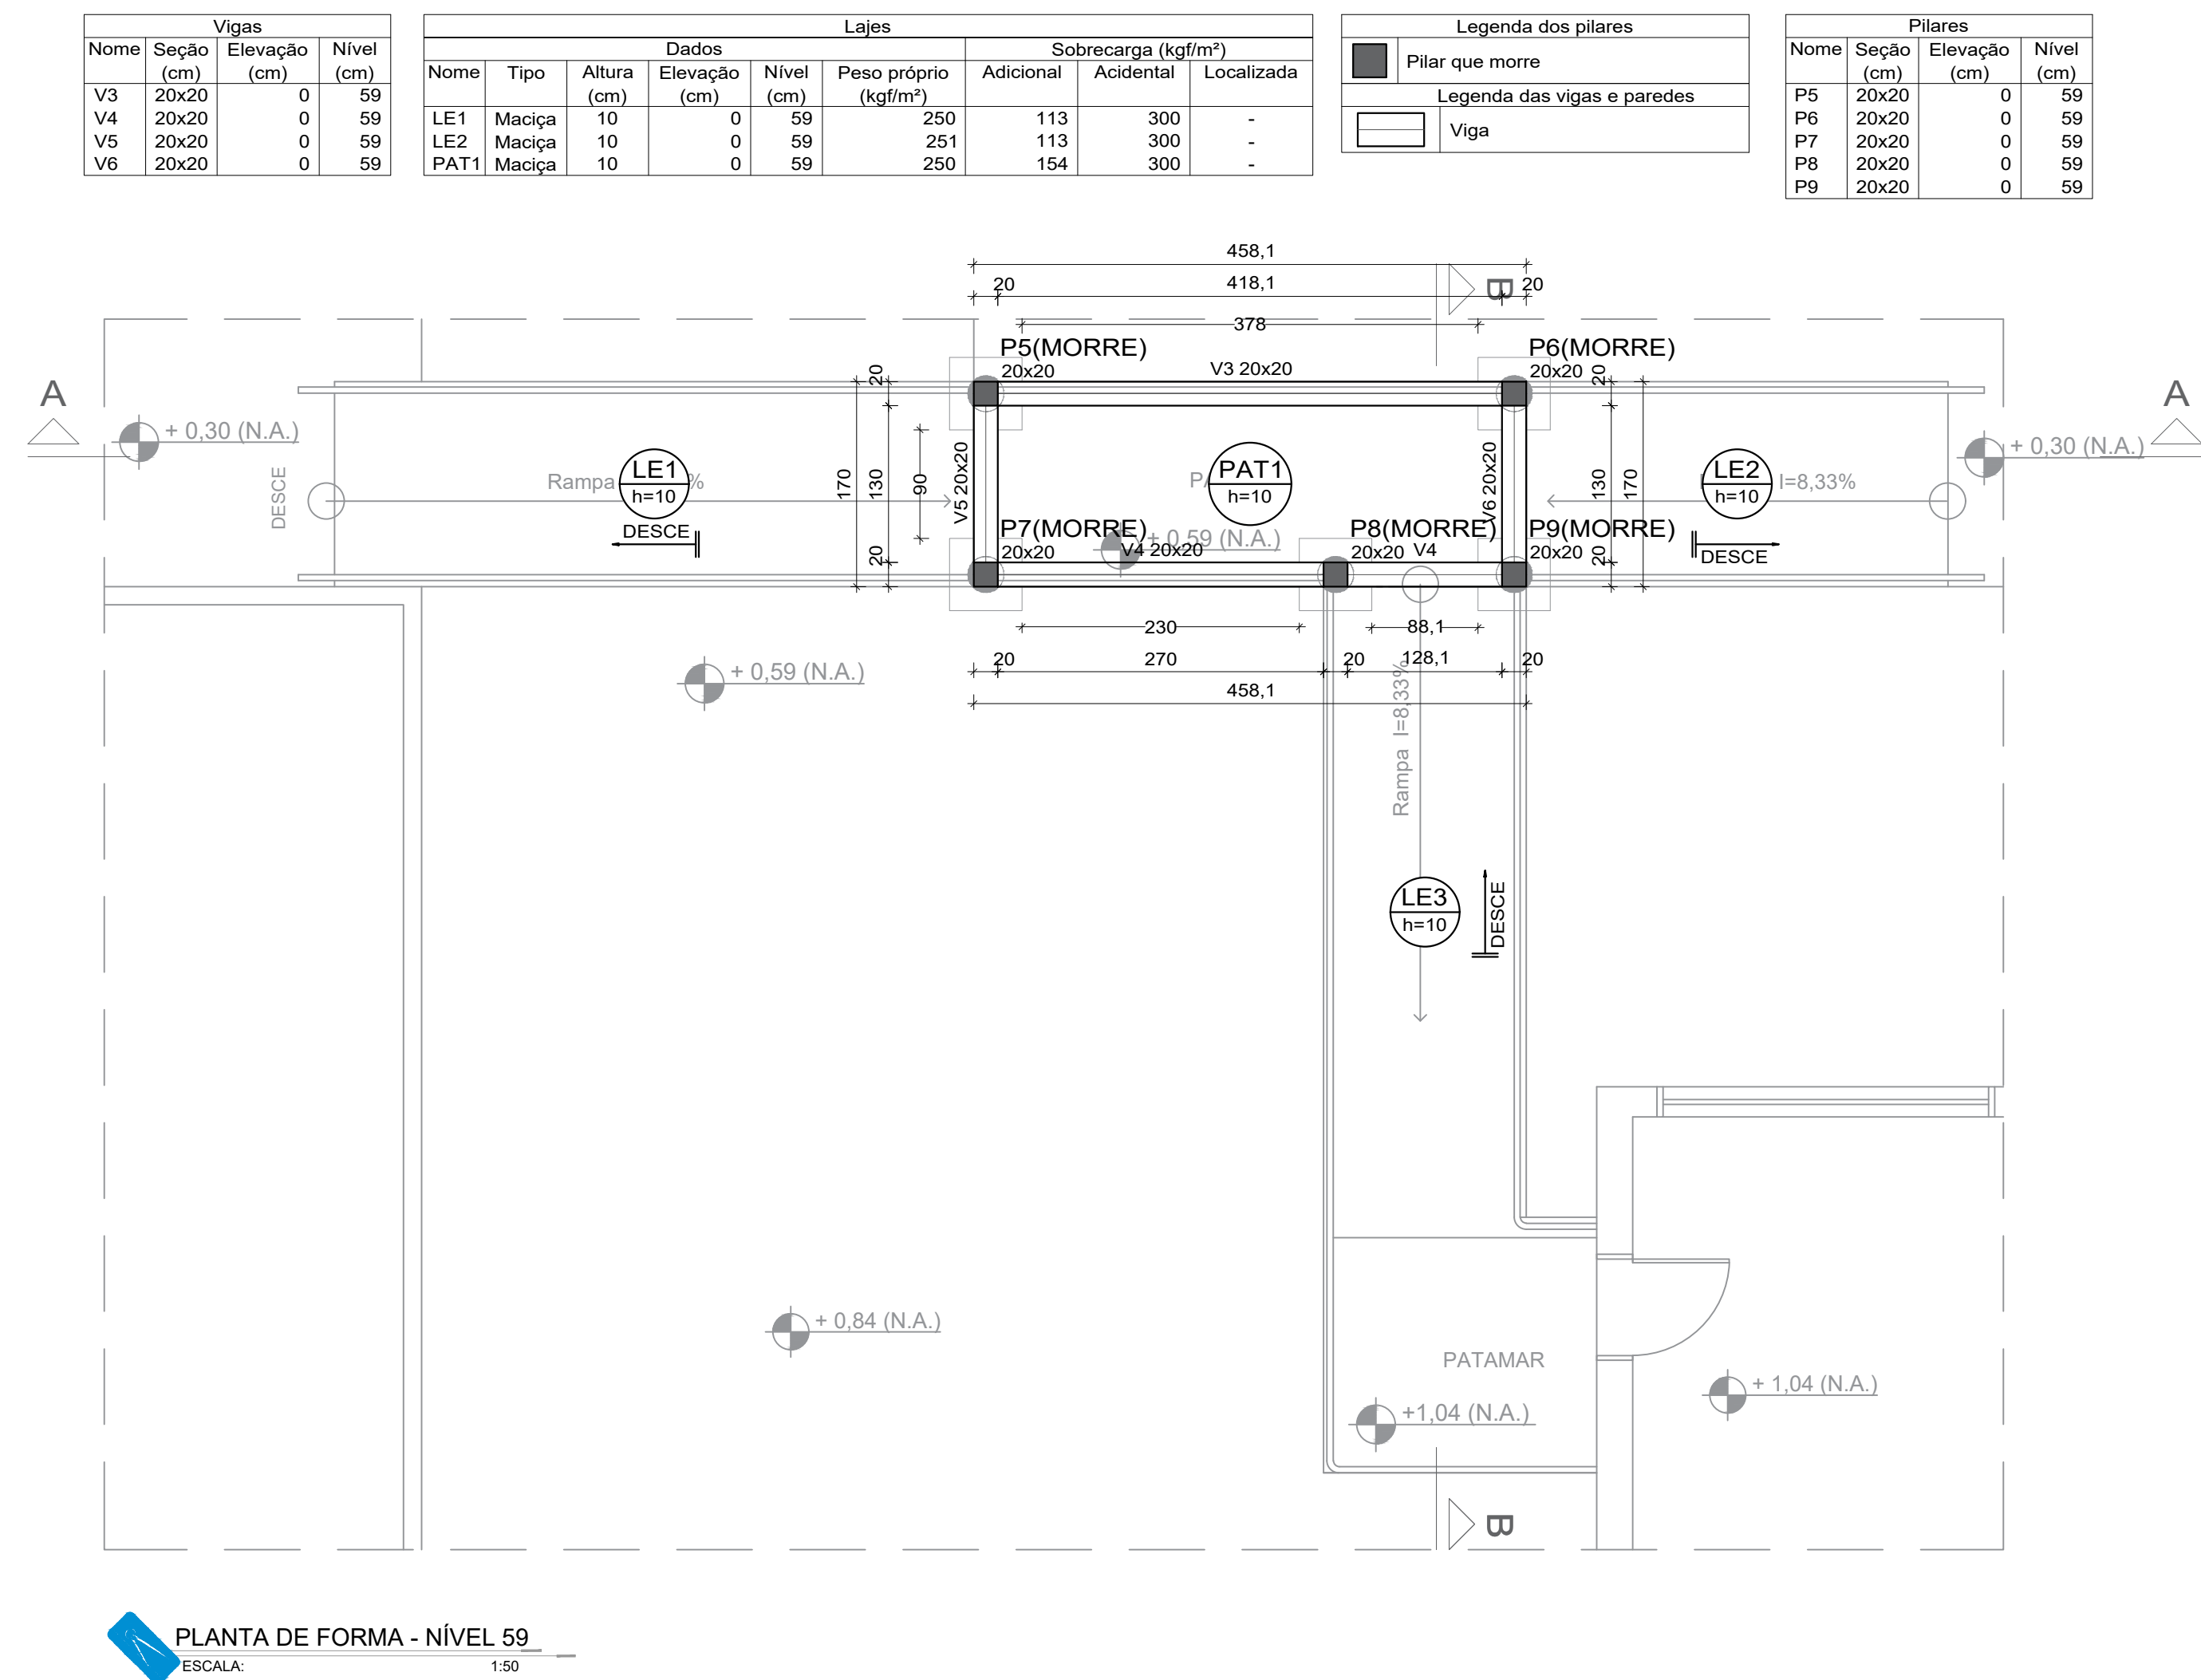 Vigas
Nome Seção (cm) Elevação (cm) Nível (cm)
V3 20x20 0 59
V4 20x20 0 59
V5 20x20 0 59
V6 20x20 0 59
Lajes
Dados Sobrecarga (kgf/m²)
Nome Tipo Altura (cm) Elevação (cm) Nível (cm) Peso próprio (kgf/m²) Adicional Acidental Localizada
LE1 Maciça 10 0 59 250 113 300 -
LE2 Maciça 10 0 59 251 113 300 -
PAT1 Maciça 10 0 59 250 154 300 -
Legenda dos pilares
Pilar que morre
Legenda das vigas e paredes
Viga
Pilares
Nome Seção (cm) Elevação (cm) Nível (cm)
P5 20x20 0 59
P6 20x20 0 59
P7 20x20 0 59
P8 20x20 0 59
P9 20x20 0 59
458,1
20 418,1 20
B
378
P5(MORRE)
20x20
V3 20x20
P6(MORRE)
20x20
A
A
+ 0,30 (N.A.)
+ 0,30 (N.A.)
DESCE
Rampa
%
LE1
h=10
DESCE
170
20
130
20
90
V5 20x20
PAT1
h=10
V6 20x20
20
130
20
170
LE2
h=10
I=8,33%
DESCE
P7(MORRE)
20x20
V4 20x20
+ 0,59 (N.A.)
P8(MORRE)
20x20
V4
P9(MORRE)
20x20
230
88,1
20 270 20 128,1 20
458,1
+ 0,59 (N.A.)
Rampa I=8,33%
LE3
h=10
DESCE
+ 0,84 (N.A.)
PATAMAR
+1,04 (N.A.)
+ 1,04 (N.A.)
B
PLANTA DE FORMA - NÍVEL 59
ESCALA: 1:50